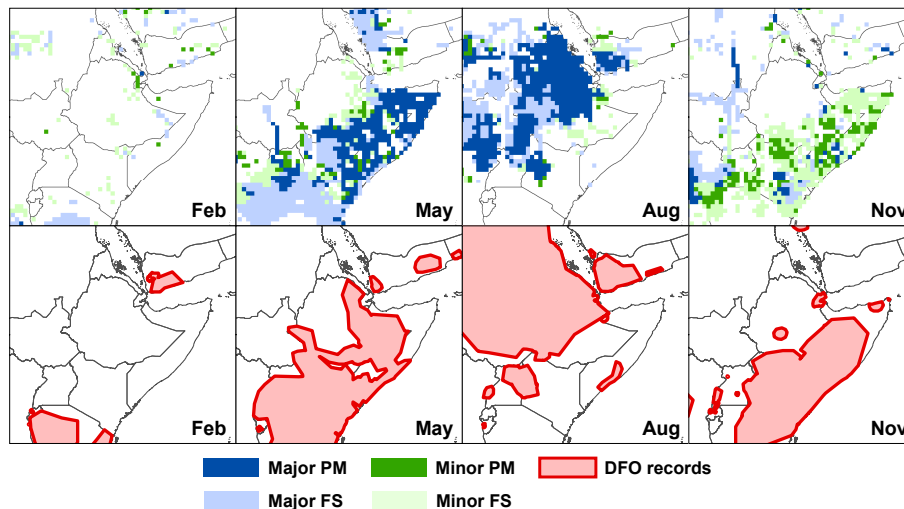 Feb May Aug Nov
Feb May Aug Nov
Major PM Minor PM DFO records
Major FS Minor FS